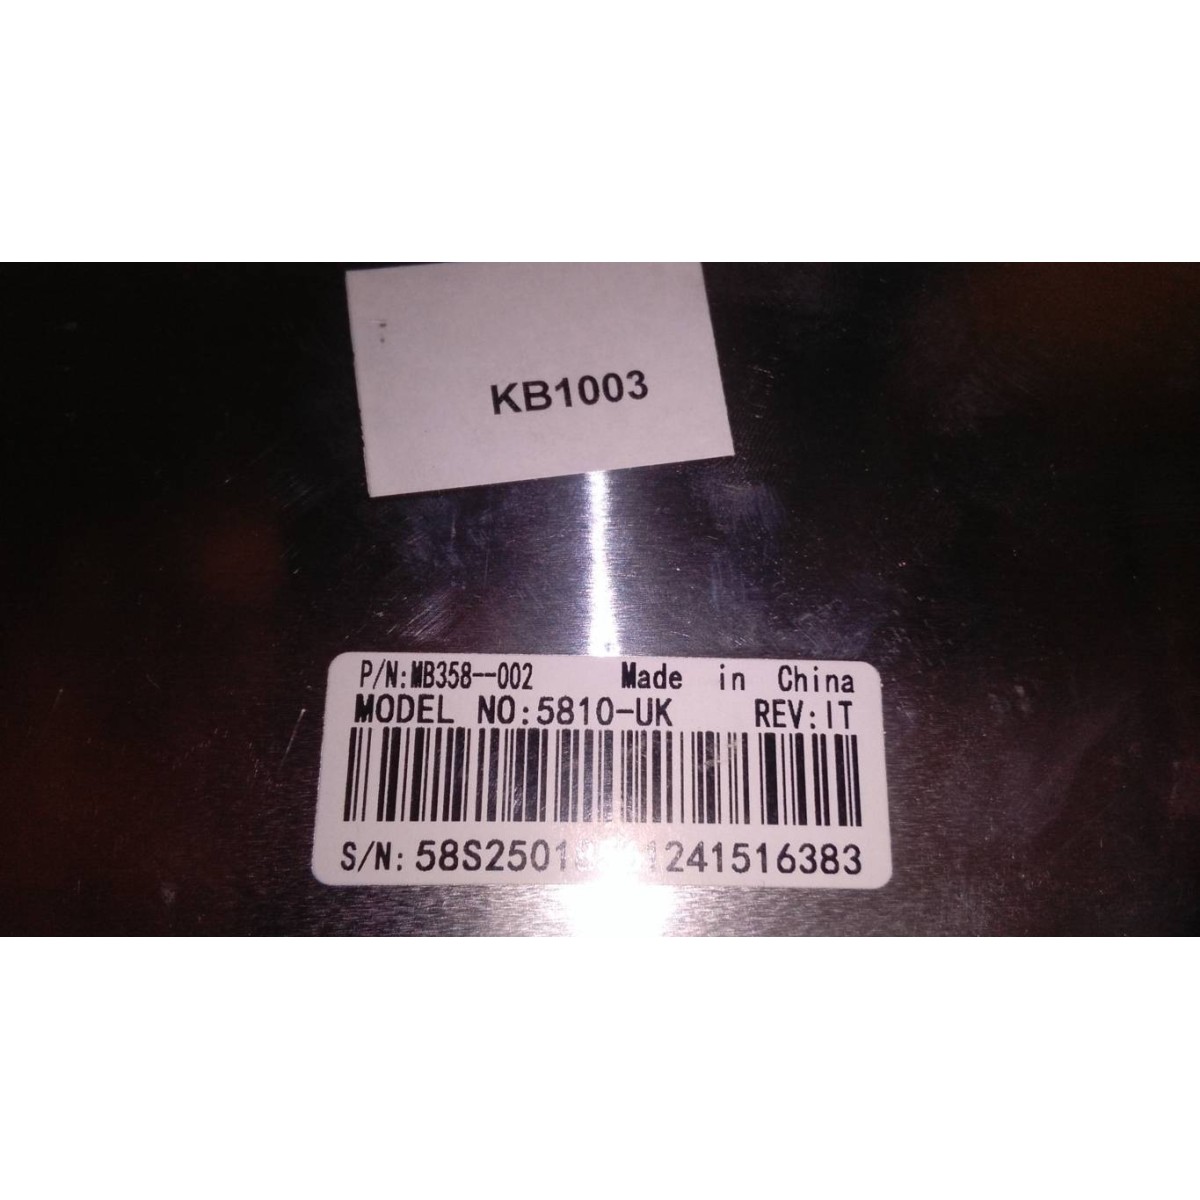 KB1003
P/N:MB358--002 Made in China
MODEL NO:5810-UK REV:IT
S/N: